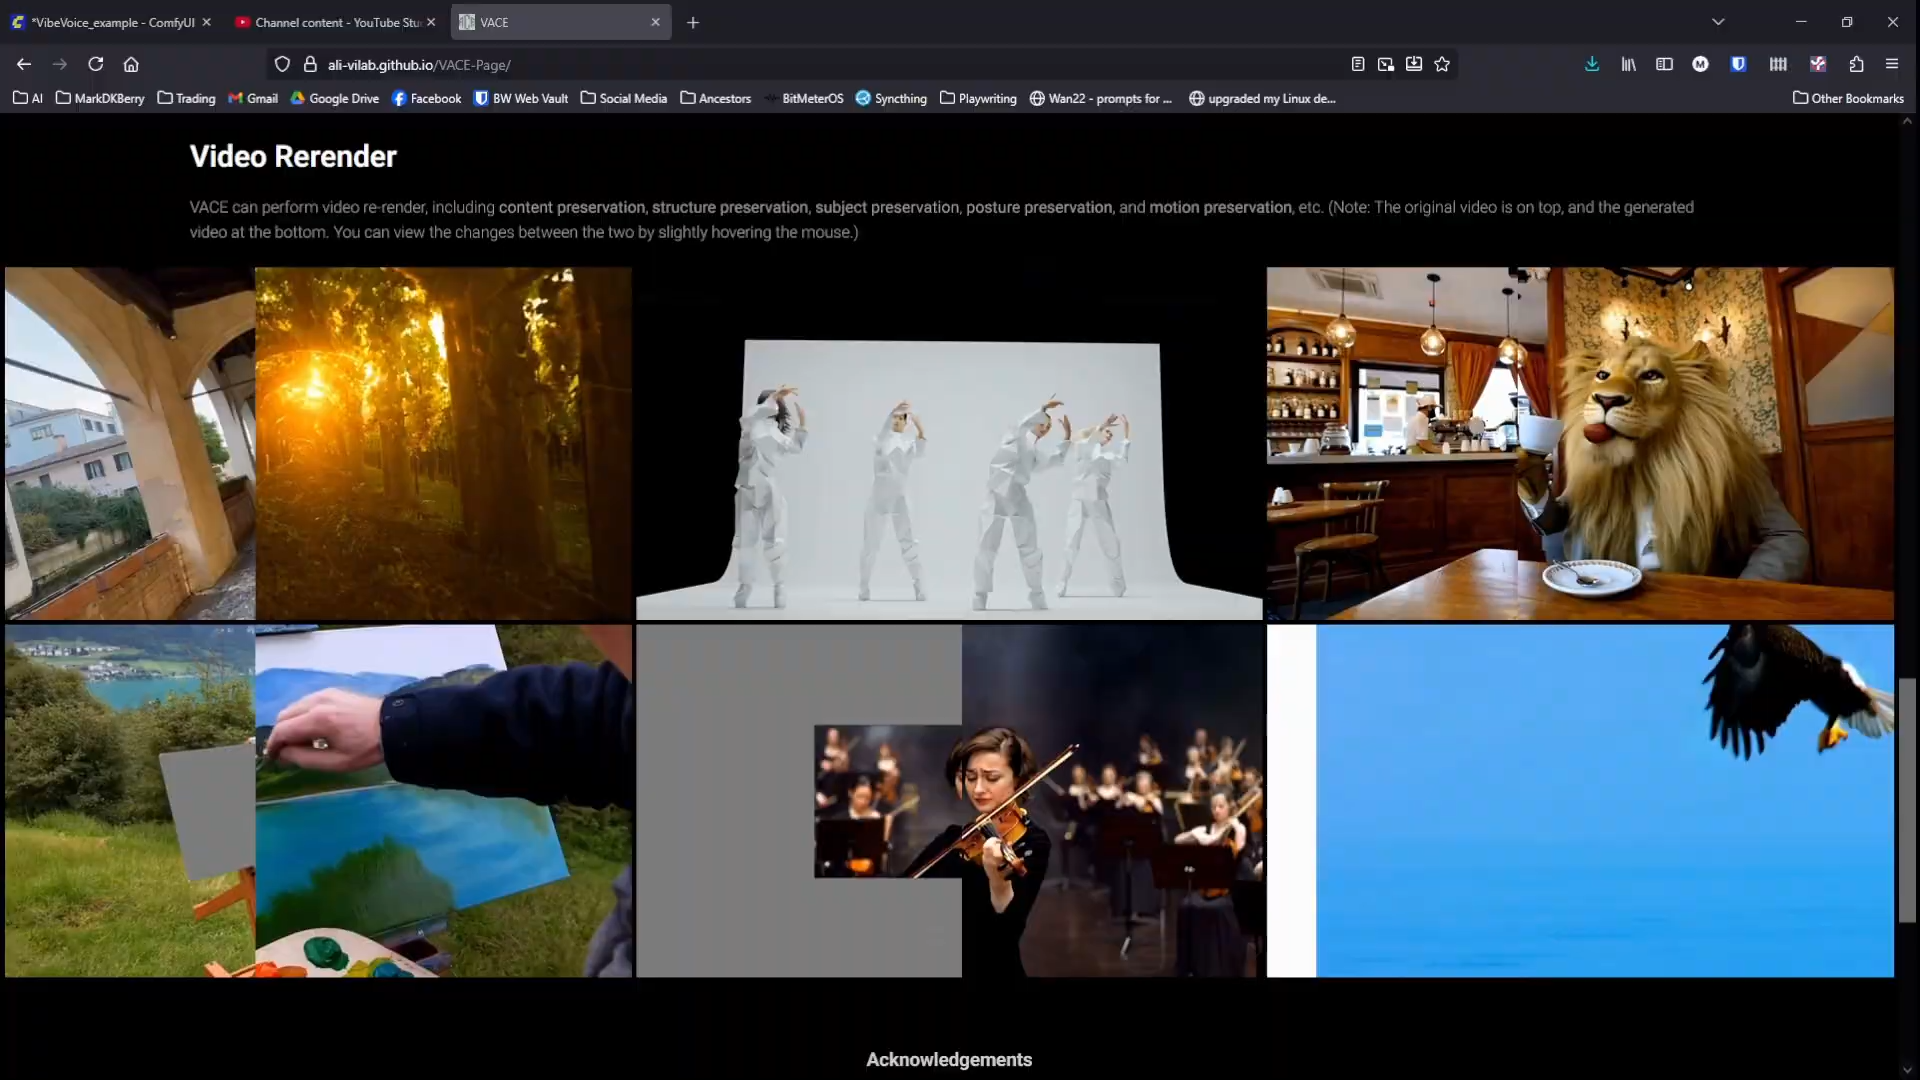 *VibeVoice_example - ComfyUI
Channel content - YouTube Stu
VACE
ali-vilab.github.io/VACE-Page/
AI
MarkDKBerry
Trading
Gmail
Google Drive
Facebook
BW Web Vault
Social Media
Ancestors
BitMeterOS
Syncthing
Playwriting
Wan22 - prompts for ...
upgraded my Linux de...
Other Bookmarks
Video Rerender
VACE can perform video re-render, including content preservation, structure preservation, subject preservation, posture preservation, and motion preservation, etc. (Note: The original video is on top, and the generated
video at the bottom. You can view the changes between the two by slightly hovering the mouse.)
Acknowledgements